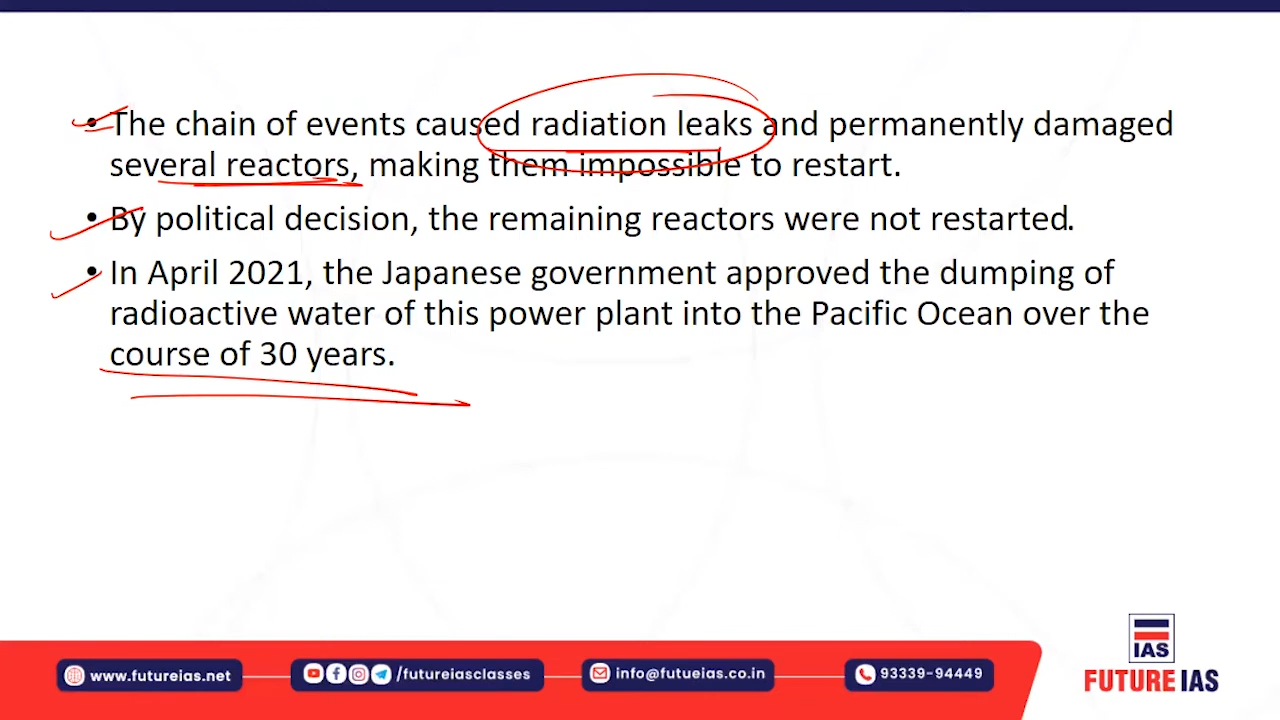 • The chain of events caused radiation leaks and permanently damaged
several reactors, making them impossible to restart.
• By political decision, the remaining reactors were not restarted.
• In April 2021, the Japanese government approved the dumping of
radioactive water of this power plant into the Pacific Ocean over the
course of 30 years.
www.futureias.net
/futureiasclasses
info@futueias.co.in
93339-94449
IAS
FUTURE IAS